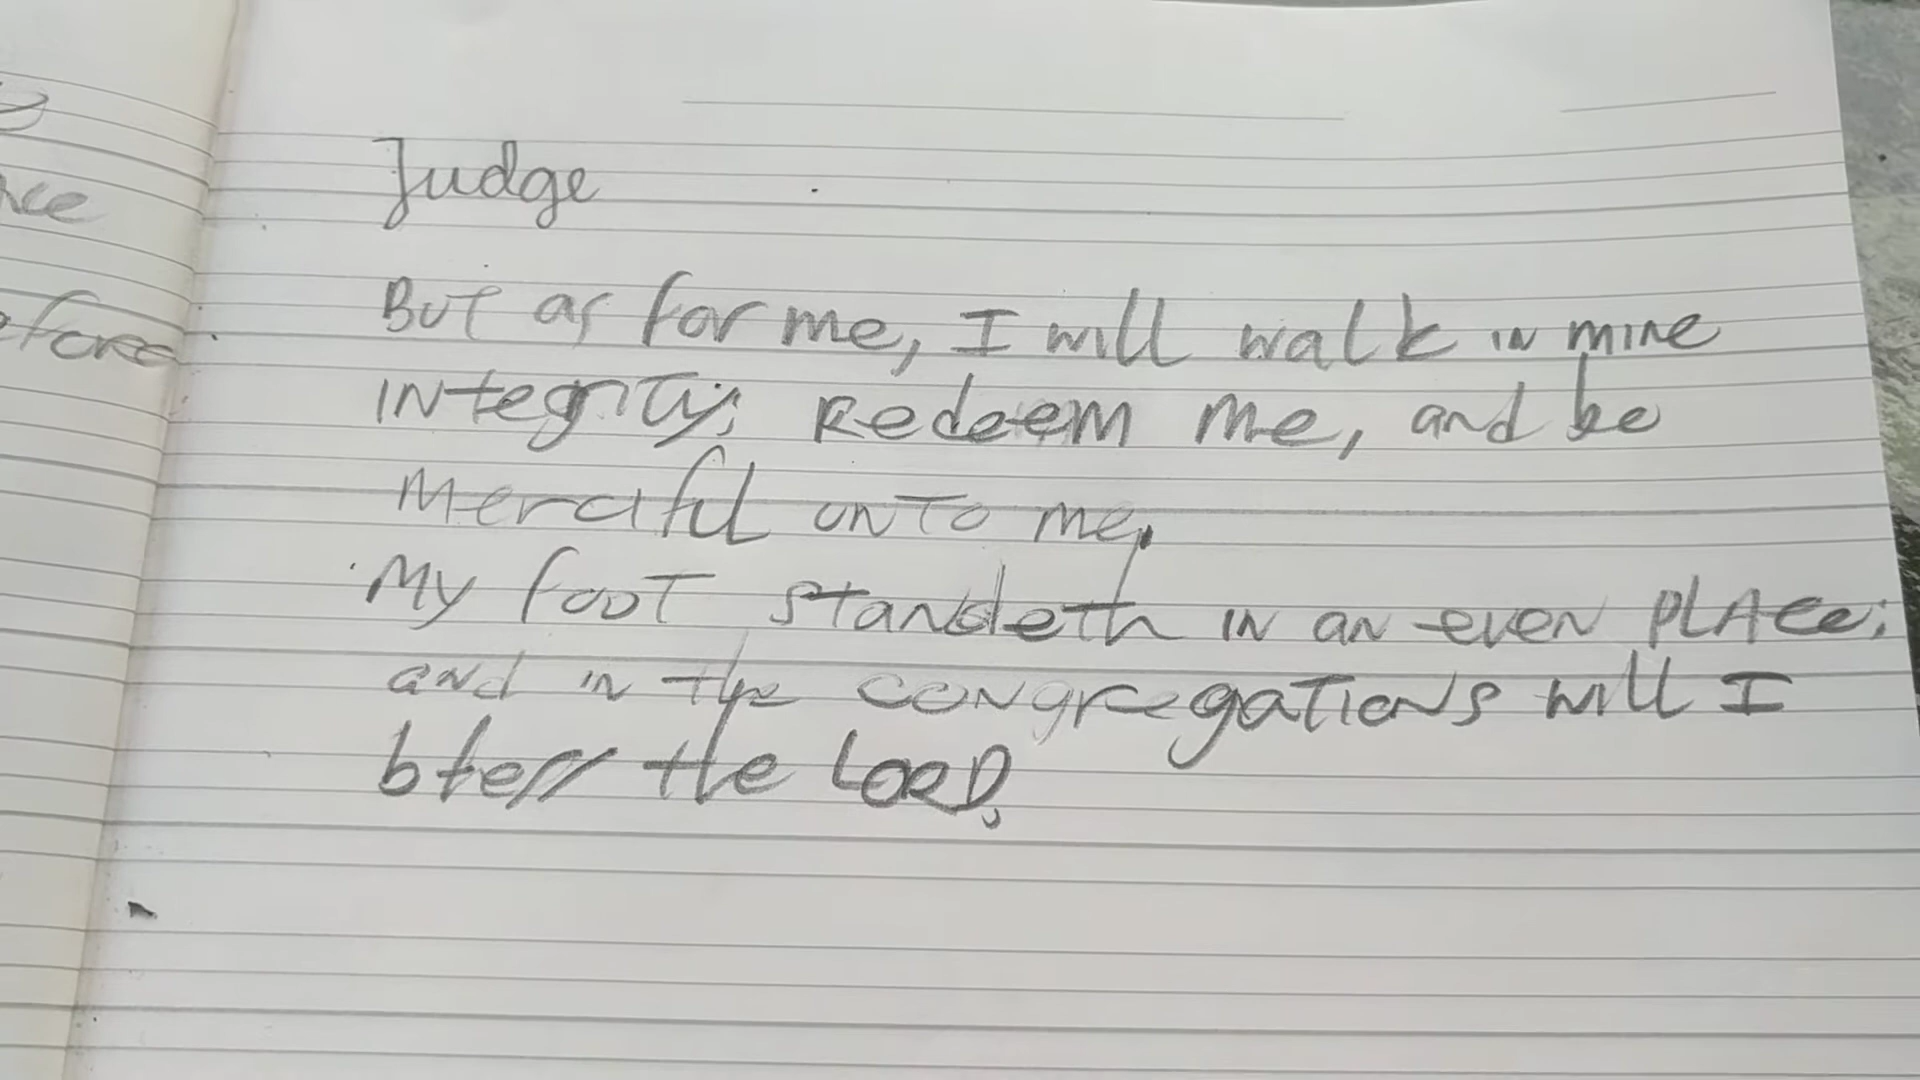 Judge
But as for me, I will walk in mine
integrity; Redeem me, and be
merciful unto me.
My foot standeth in an even place;
and in the congregations will I
bless the LORD.